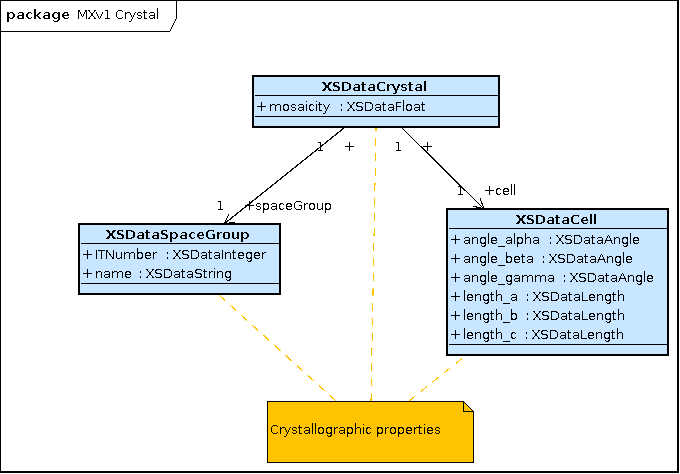 package MXv1 Crystal
XSDataCrystal
+ mosaicity : XSDataFloat
1 + 1 +
1 +spaceGroup
1 +cell
XSDataSpaceGroup
+ ITNumber : XSDataInteger
+ name : XSDataString
XSDataCell
+ angle_alpha : XSDataAngle
+ angle_beta : XSDataAngle
+ angle_gamma : XSDataAngle
+ length_a : XSDataLength
+ length_b : XSDataLength
+ length_c : XSDataLength
Crystallographic properties